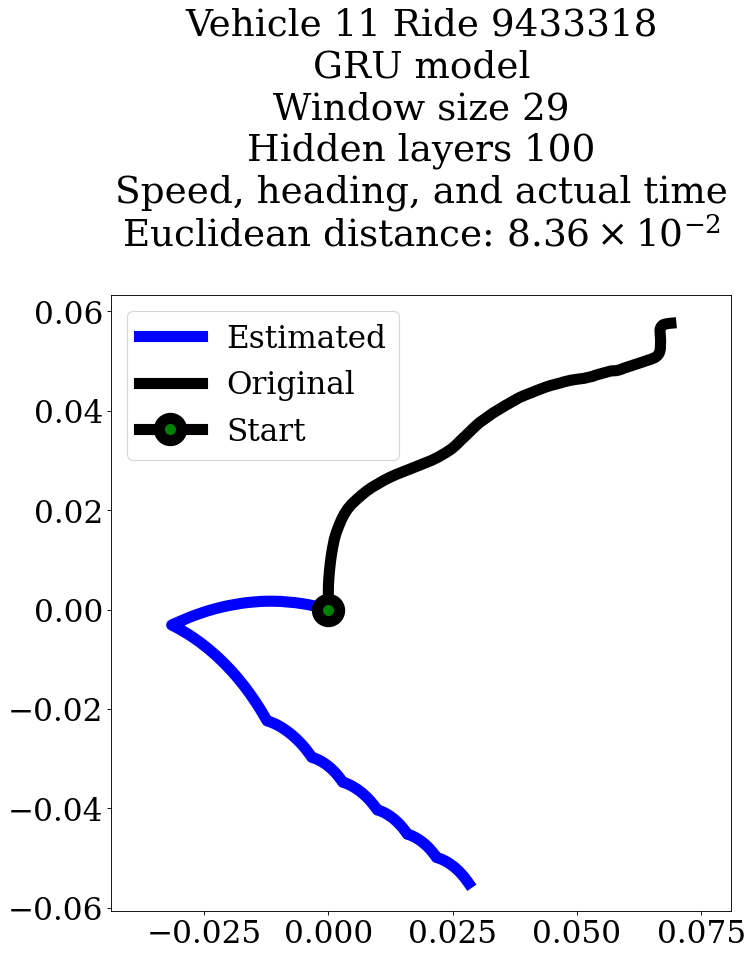 Vehicle 11 Ride 9433318
GRU model
Window size 29
Hidden layers 100
Speed, heading, and actual time
Euclidean distance: 8.36 × 10⁻²
0.06
Estimated
Original
0.04
Start
0.02
0.00
−0.02
−0.04
−0.06
−0.025 0.000 0.025 0.050 0.075